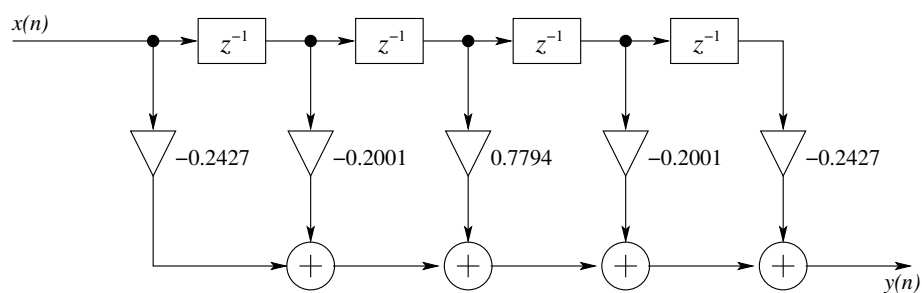 x(n)
z⁻¹ z⁻¹ z⁻¹ z⁻¹
−0.2427 −0.2001 0.7794 −0.2001 −0.2427
+ + + +
y(n)